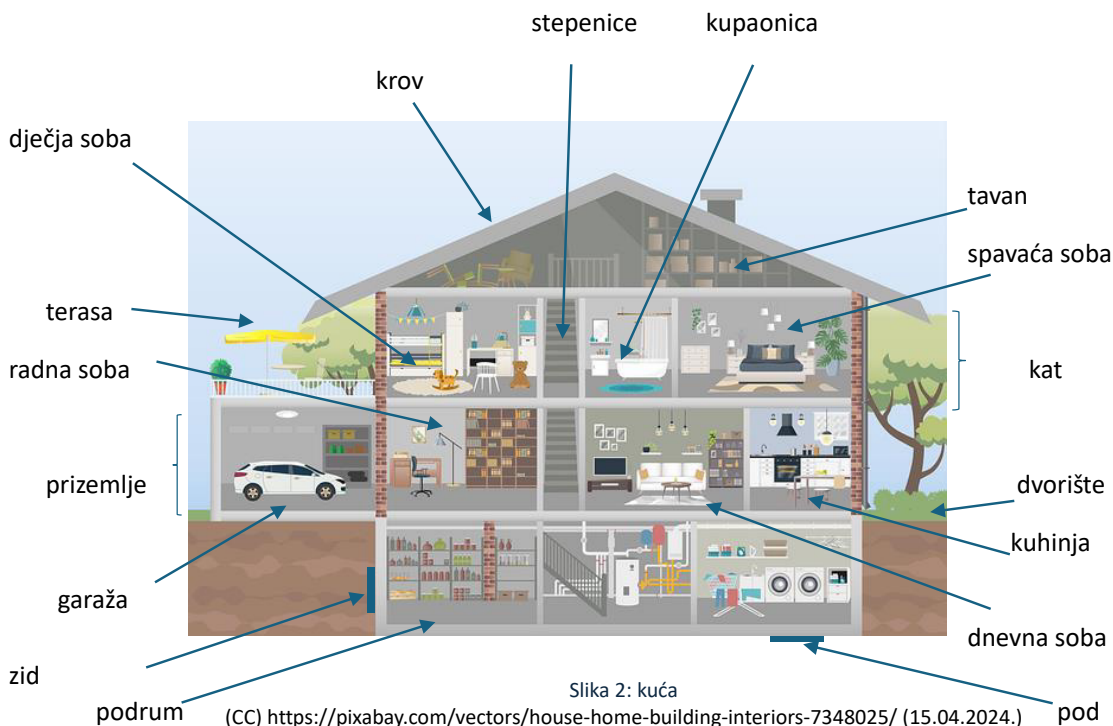 stepenice
kupaonica
krov
dječja soba
tavan
spavaća soba
terasa
radna soba
kat
prizemlje
dvorište
kuhinja
garaža
dnevna soba
zid
podrum
pod
Slika 2: kuća
(CC) https://pixabay.com/vectors/house-home-building-interiors-7348025/ (15.04.2024.)